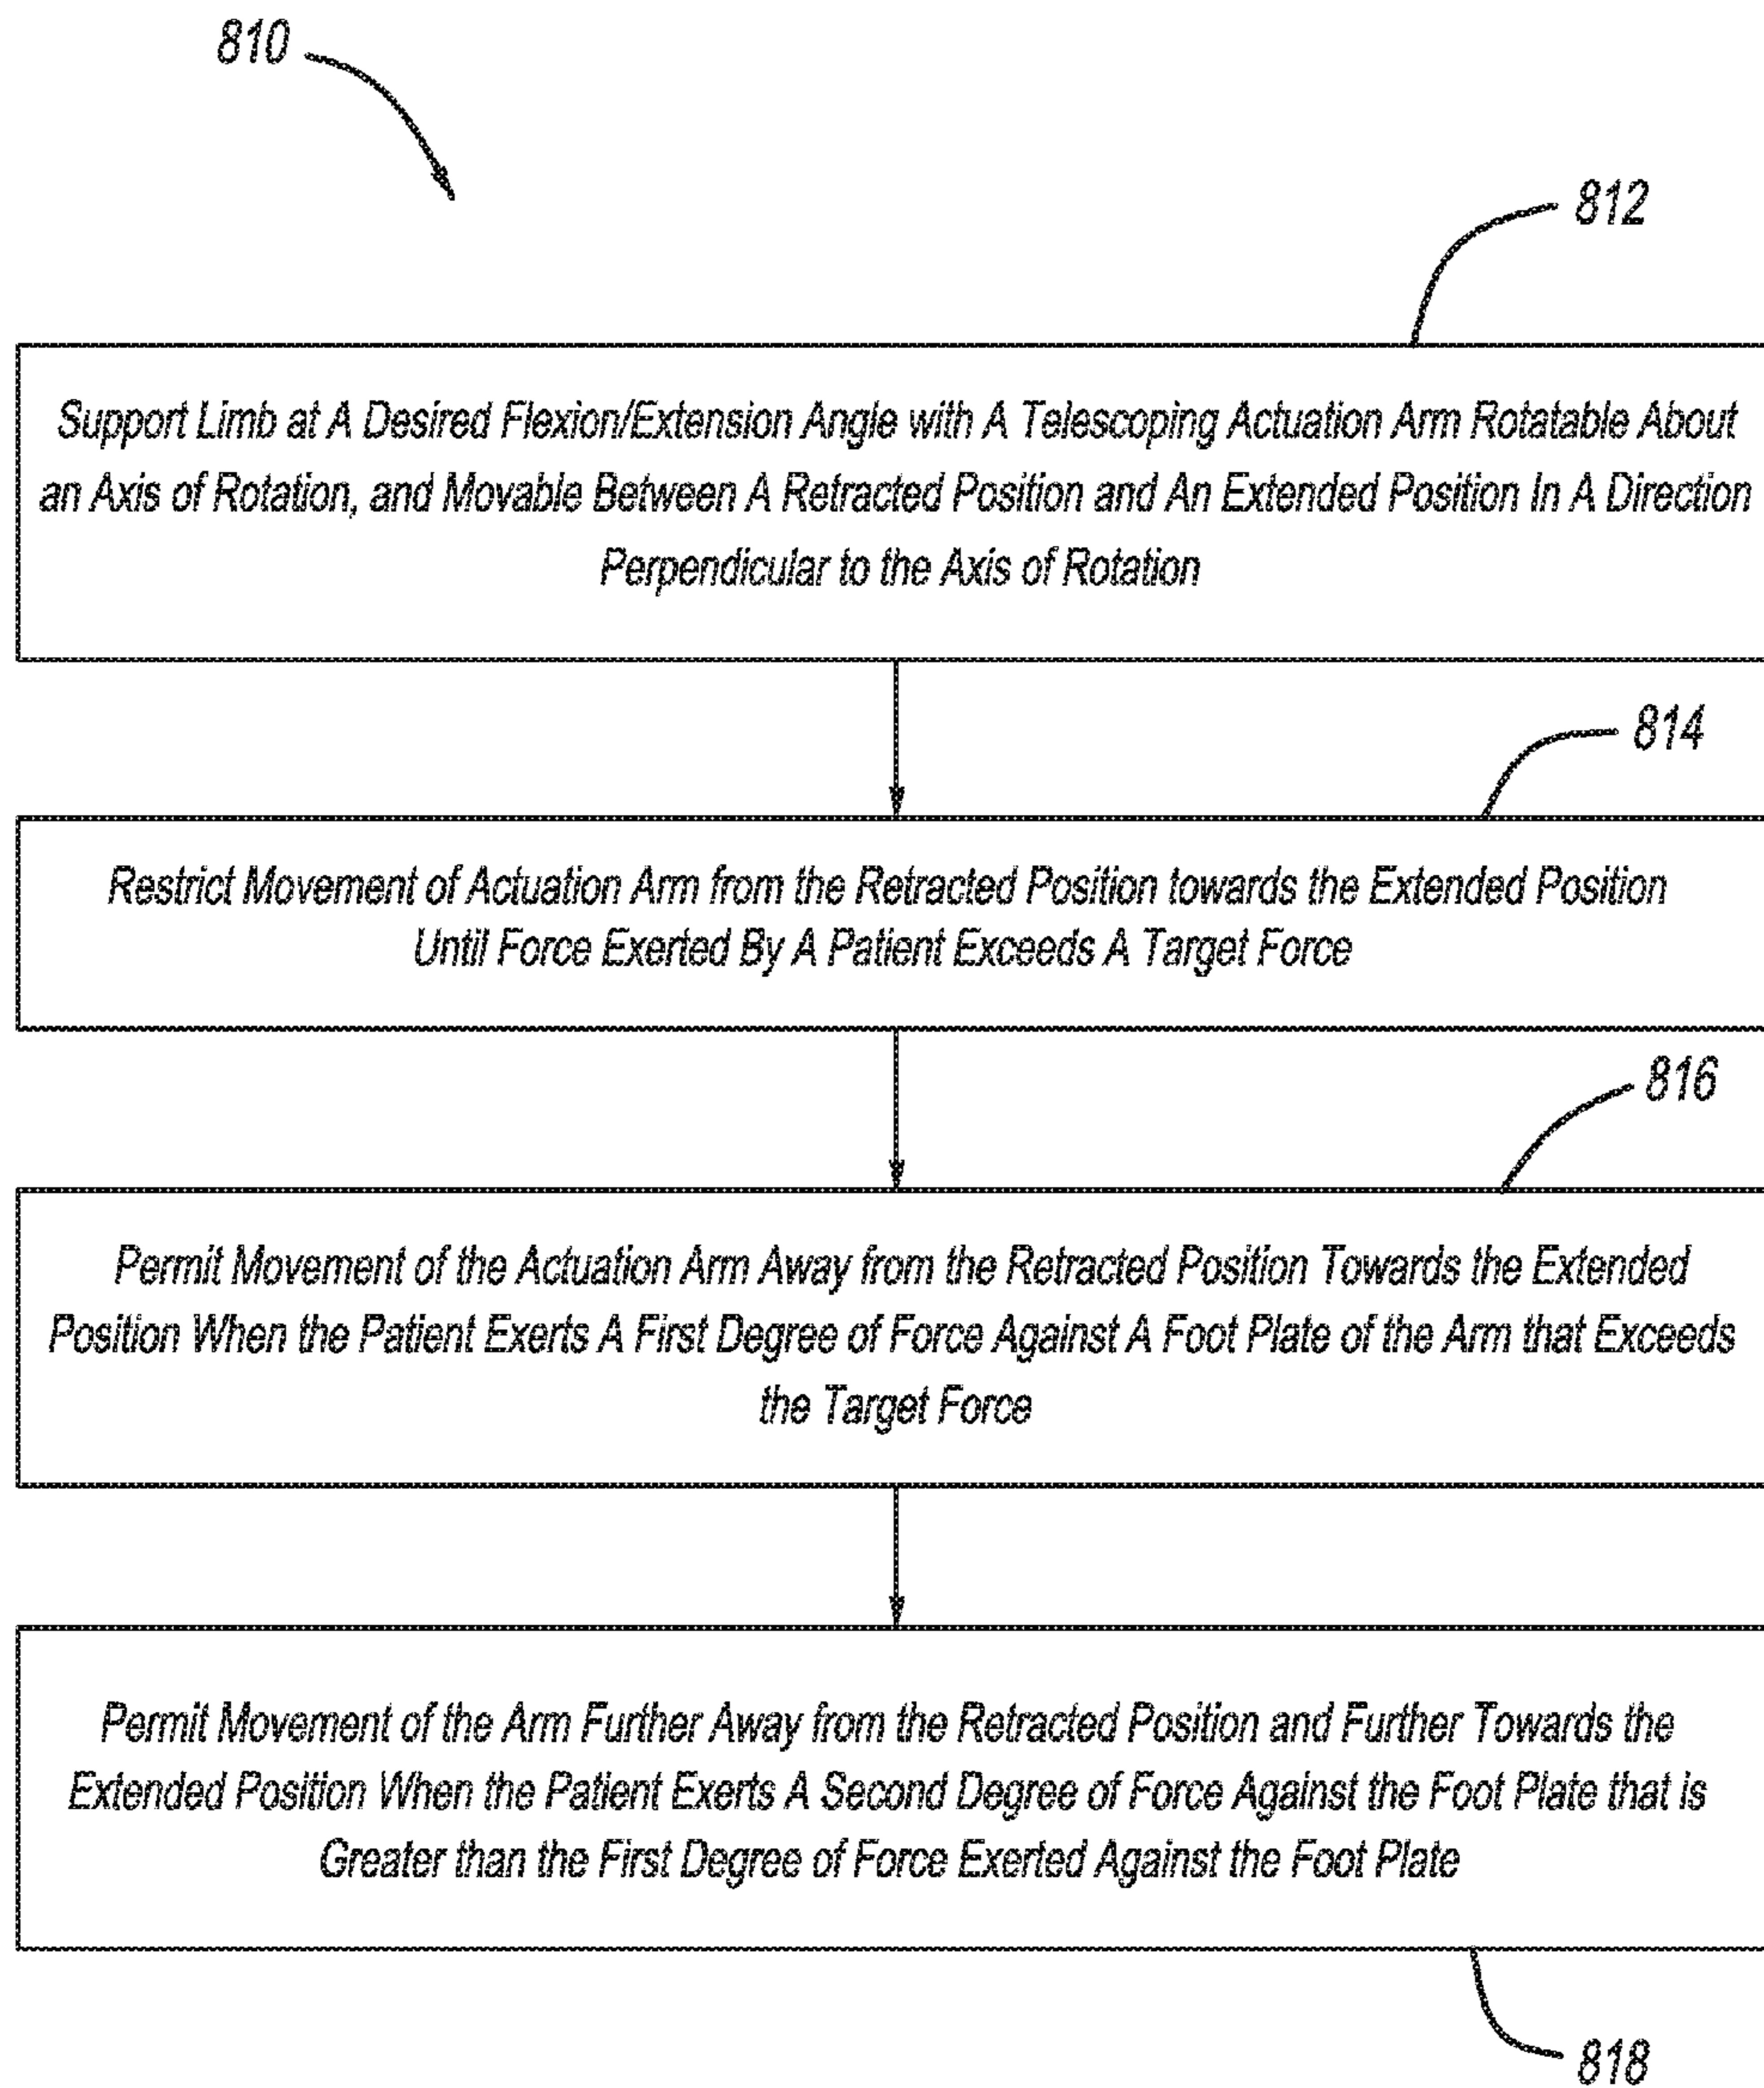 810
812
Support Limb at A Desired Flexion/Extension Angle with A Telescoping Actuation Arm Rotatable About
an Axis of Rotation, and Movable Between A Retracted Position and An Extended Position In A Direction
Perpendicular to the Axis of Rotation
814
Restrict Movement of Actuation Arm from the Retracted Position towards the Extended Position
Until Force Exerted By A Patient Exceeds A Target Force
816
Permit Movement of the Actuation Arm Away from the Retracted Position Towards the Extended
Position When the Patient Exerts A First Degree of Force Against A Foot Plate of the Arm that Exceeds
the Target Force
Permit Movement of the Arm Further Away from the Retracted Position and Further Towards the
Extended Position When the Patient Exerts A Second Degree of Force Against the Foot Plate that is
Greater than the First Degree of Force Exerted Against the Foot Plate
818